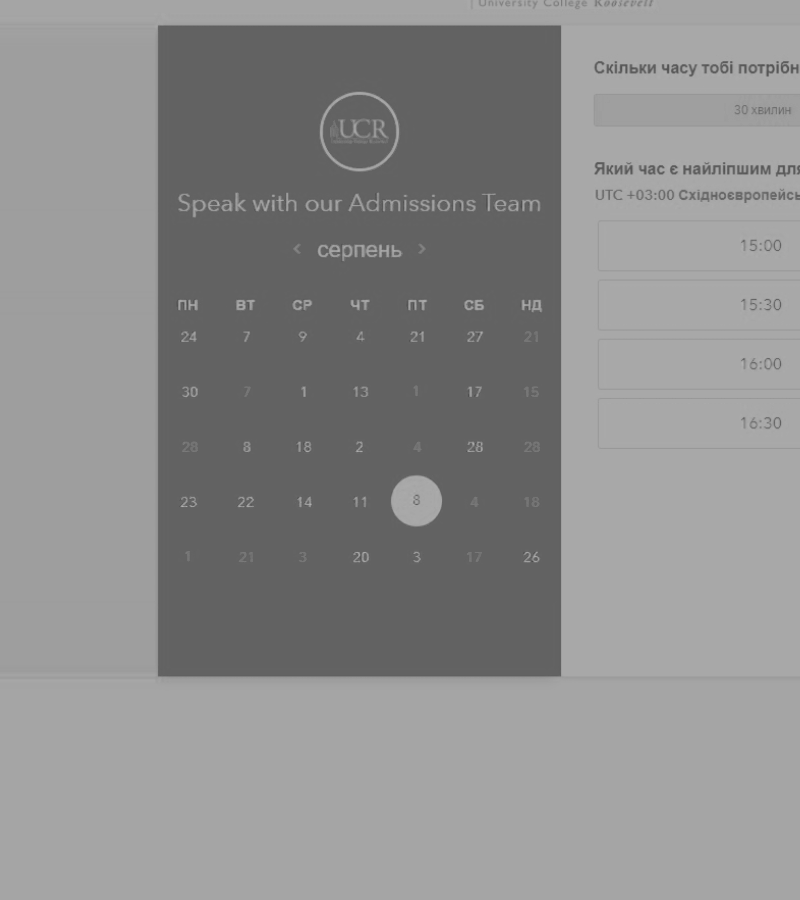 University College Roosevelt
UCR
Speak with our Admissions Team
серпень
ПН ВТ СР ЧТ ПТ СБ НД
24 7 9 4 21 27 21
30 7 1 13 1 17 15
28 8 18 2 4 28 28
23 22 14 11 8 4 18
1 21 3 20 3 17 26
Скільки часу тобі потрібн
30 хвилин
Який час є найліпшим для
UTC +03:00 Східноєвропейсь
15:00
15:30
16:00
16:30